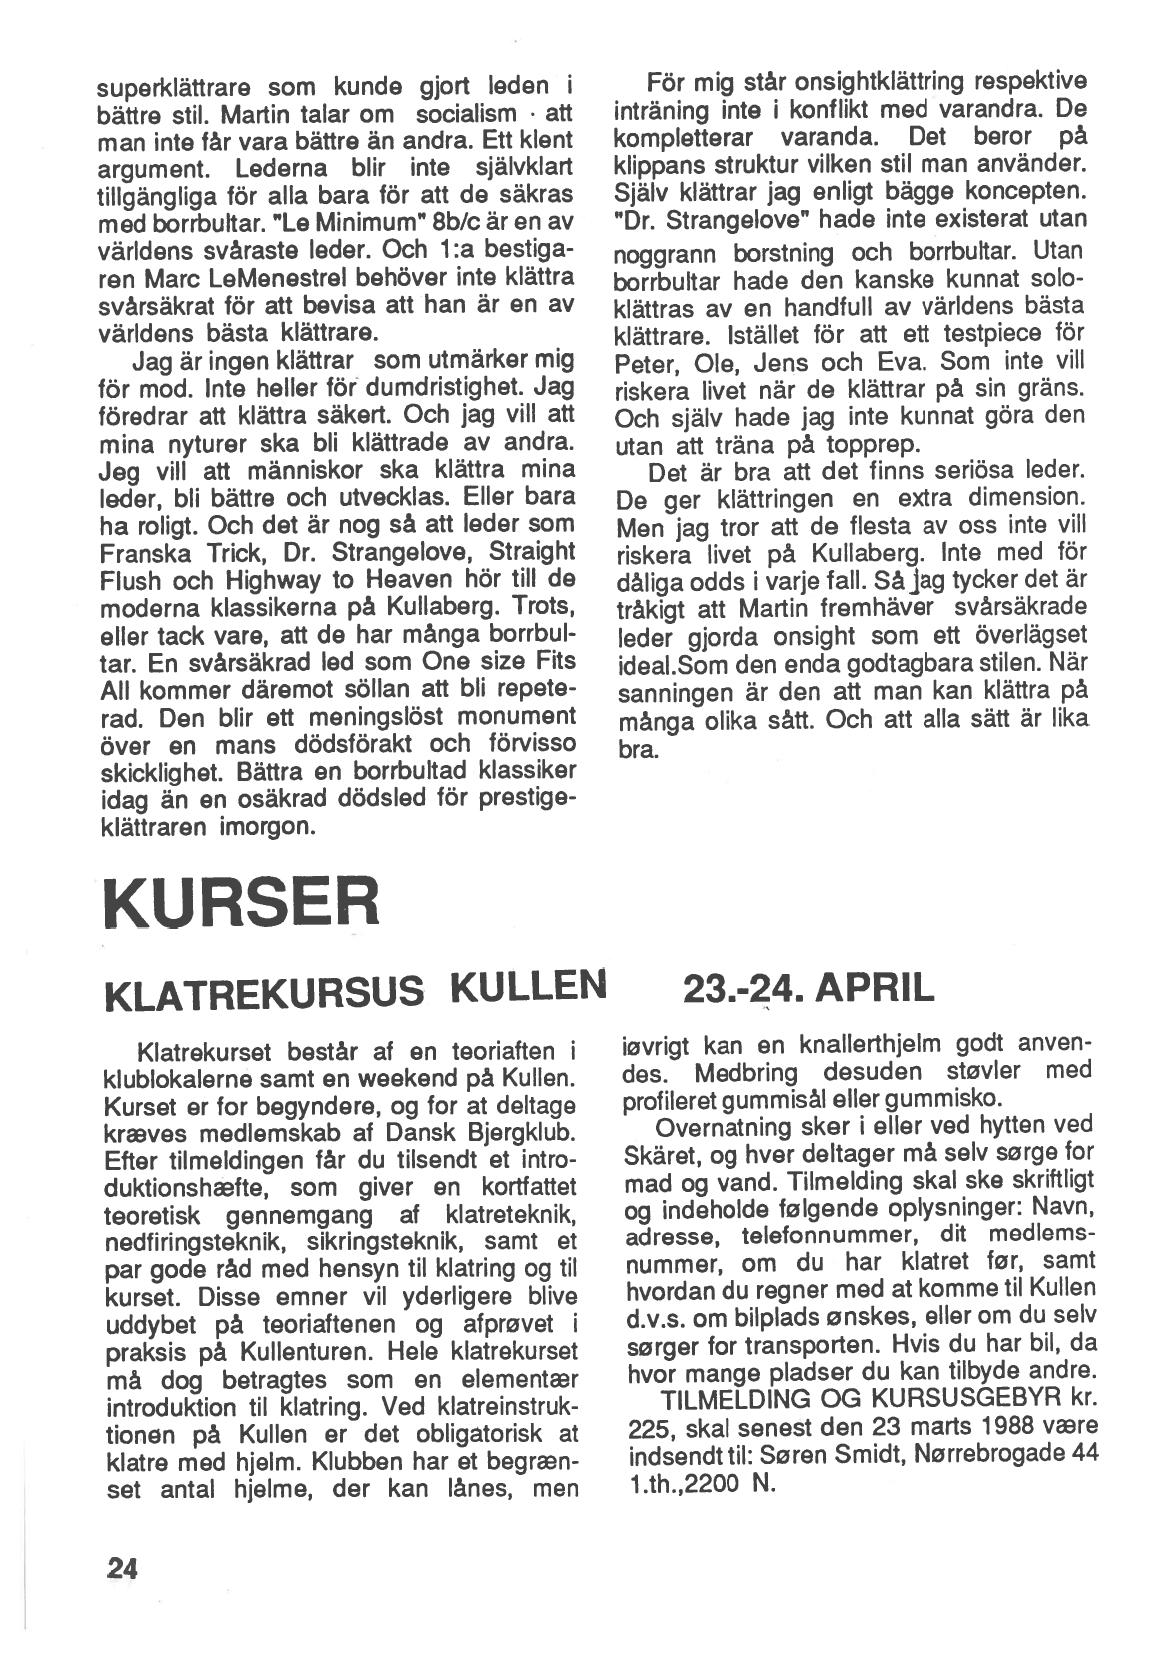 superklättrare som kunde gjort leden i
bättre stil. Martin talar om socialism - att
man inte får vara bättre än andra. Ett klent
argument. Lederna blir inte självklart
tillgängliga för alla bara för att de säkras
med borrbultar. "Le Minimum" 8b/c är en av
världens svåraste leder. Och 1:a bestiga-
ren Marc LeMenestrel behöver inte klättra
svårsäkrat för att bevisa att han är en av
världens bästa klättrare.
Jag är ingen klättrar som utmärker mig
för mod. Inte heller för dumdristighet. Jag
föredrar att klättra säkert. Och jag vill att
mina nyturer ska bli klättrade av andra.
Jeg vill att människor ska klättra mina
leder, bli bättre och utvecklas. Eller bara
ha roligt. Och det är nog så att leder som
Franska Trick, Dr. Strangelove, Straight
Flush och Highway to Heaven hör till de
moderna klassikerna på Kullaberg. Trots,
eller tack vare, att de har många borrbul-
tar. En svårsäkrad led som One size Fits
All kommer däremot söllan att bli repete-
rad. Den blir ett meningslöst monument
över en mans dödsförakt och förvisso
skicklighet. Bättra en borrbultad klassiker
idag än en osäkrad dödsled för prestige-
klättraren imorgon.
För mig står onsightklättring respektive
inträning inte i konflikt med varandra. De
kompletterar varanda. Det beror på
klippans struktur vilken stil man använder.
Själv klättrar jag enligt bägge koncepten.
"Dr. Strangelove" hade inte existerat utan
noggrann borstning och borrbultar. Utan
borrbultar hade den kanske kunnat solo-
klättras av en handfull av världens bästa
klättrare. Istället för att ett testpiece för
Peter, Ole, Jens och Eva. Som inte vill
riskera livet när de klättrar på sin gräns.
Och själv hade jag inte kunnat göra den
utan att träna på topprep.
Det är bra att det finns seriösa leder.
De ger klättringen en extra dimension.
Men jag tror att de flesta av oss inte vill
riskera livet på Kullaberg. Inte med för
dåliga odds i varje fall. Så jag tycker det är
tråkigt att Martin fremhäver svårsäkrade
leder gjorda onsight som ett överlägset
ideal.Som den enda godtagbara stilen. När
sanningen är den att man kan klättra på
många olika sått. Och att alla sätt är lika
bra.
KURSER
KLATREKURSUS KULLEN 23.-24. APRIL
Klatrekurset består af en teoriaften i
klublokalerne samt en weekend på Kullen.
Kurset er for begyndere, og for at deltage
kræves medlemskab af Dansk Bjergklub.
Efter tilmeldingen får du tilsendt et intro-
duktionshæfte, som giver en kortfattet
teoretisk gennemgang af klatreteknik,
nedfiringsteknik, sikringsteknik, samt et
par gode råd med hensyn til klatring og til
kurset. Disse emner vil yderligere blive
uddybet på teoriaftenen og afprøvet i
praksis på Kullenturen. Hele klatrekurset
må dog betragtes som en elementær
introduktion til klatring. Ved klatreinstruk-
tionen på Kullen er det obligatorisk at
klatre med hjelm. Klubben har et begræn-
set antal hjelme, der kan lånes, men
iøvrigt kan en knallerthjelm godt anven-
des. Medbring desuden støvler med
profileret gummisål eller gummisko.
Overnatning sker i eller ved hytten ved
Skäret, og hver deltager må selv sørge for
mad og vand. Tilmelding skal ske skriftligt
og indeholde følgende oplysninger: Navn,
adresse, telefonnummer, dit medlems-
nummer, om du har klatret før, samt
hvordan du regner med at komme til Kullen
d.v.s. om bilplads ønskes, eller om du selv
sørger for transporten. Hvis du har bil, da
hvor mange pladser du kan tilbyde andre.
TILMELDING OG KURSUSGEBYR kr.
225, skal senest den 23 marts 1988 være
indsendt til: Søren Smidt, Nørrebrogade 44
1.th.,2200 N.
24